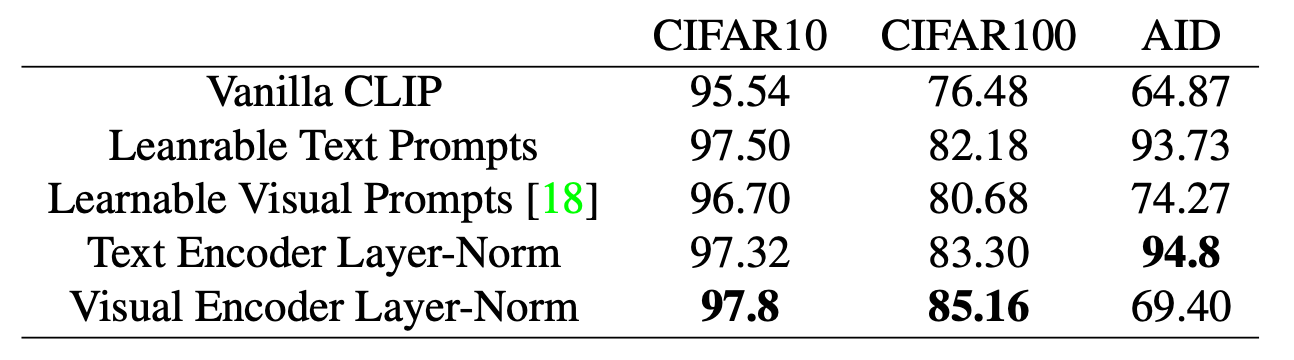 CIFAR10 CIFAR100 AID
Vanilla CLIP 95.54 76.48 64.87
Leanrable Text Prompts 97.50 82.18 93.73
Learnable Visual Prompts [18] 96.70 80.68 74.27
Text Encoder Layer-Norm 97.32 83.30 94.8
Visual Encoder Layer-Norm 97.8 85.16 69.40